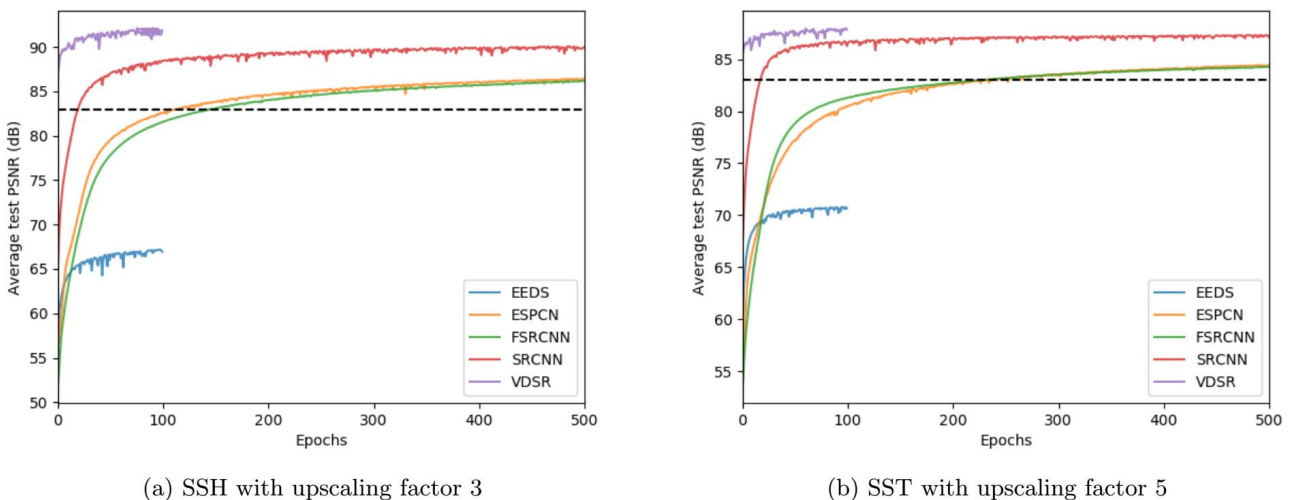 Average test PSNR (dB)
90
85
80
75
70
65
60
55
50
0
100
200
300
400
500
Epochs
EEDS
ESPCN
FSRCNN
SRCNN
VDSR
(a) SSH with upscaling factor 3
Average test PSNR (dB)
85
80
75
70
65
60
55
0
100
200
300
400
500
Epochs
EEDS
ESPCN
FSRCNN
SRCNN
VDSR
(b) SST with upscaling factor 5